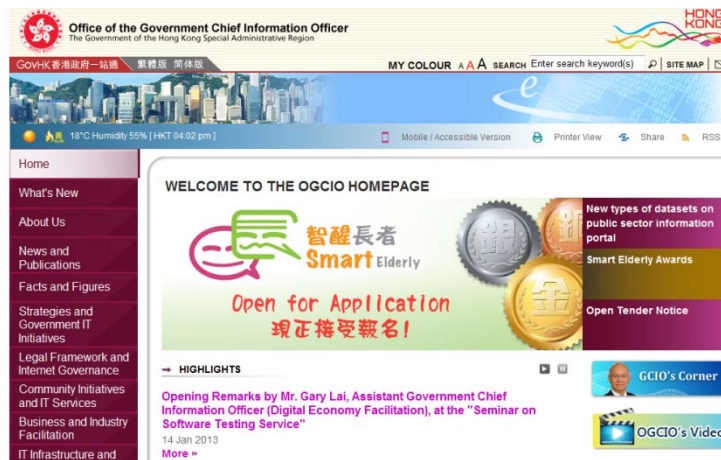 Office of the Government Chief Information Officer
The Government of the Hong Kong Special Administrative Region
HONG
KONG
GovHK 香港政府一站通 繁體版 简体版
MY COLOUR A A A SEARCH Enter search keyword(s) SITE MAP
e
18°C Humidity 55% [ HKT 04:02 pm ]
Mobile / Accessible Version Printer View Share RSS
Home
What's New
About Us
News and
Publications
Facts and Figures
Strategies and
Government IT
Initiatives
Legal Framework and
Internet Governance
Community Initiatives
and IT Services
Business and Industry
Facilitation
IT Infrastructure and
WELCOME TO THE OGCIO HOMEPAGE
智醒長者
Smart Elderly
Open for Application
現正接受報名!
銀
銅
金
New types of datasets on
public sector information
portal
Smart Elderly Awards
Open Tender Notice
HIGHLIGHTS
Opening Remarks by Mr. Gary Lai, Assistant Government Chief
Information Officer (Digital Economy Facilitation), at the "Seminar on
Software Testing Service"
14 Jan 2013
More »
GCIO's Corner
OGCIO's Video